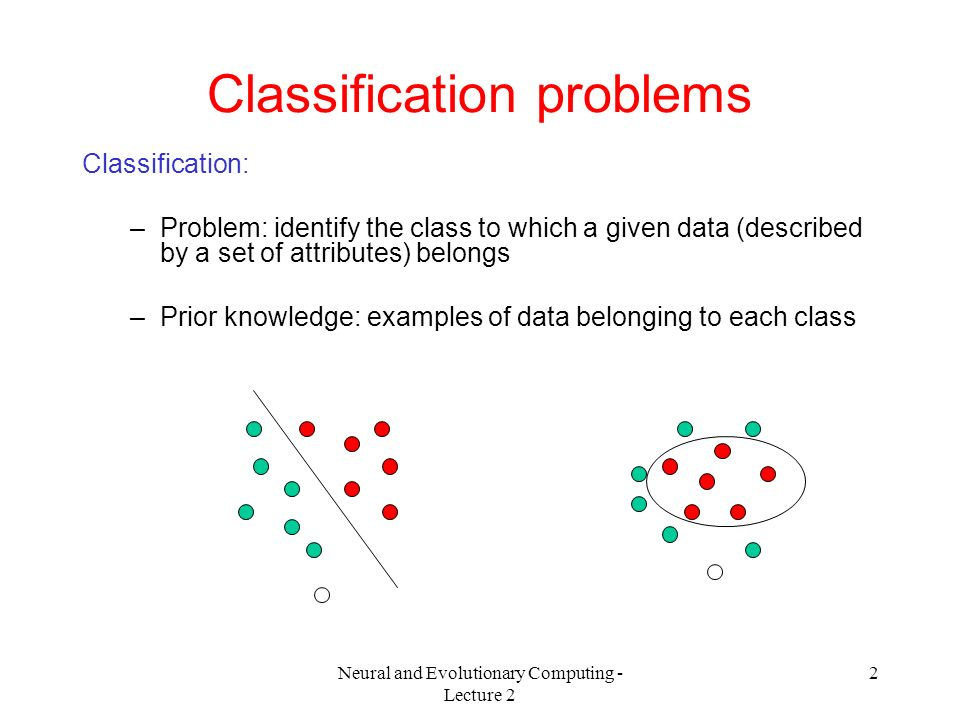 Classification problems
Classification:
– Problem: identify the class to which a given data (described
by a set of attributes) belongs
– Prior knowledge: examples of data belonging to each class
Neural and Evolutionary Computing -
Lecture 2
2